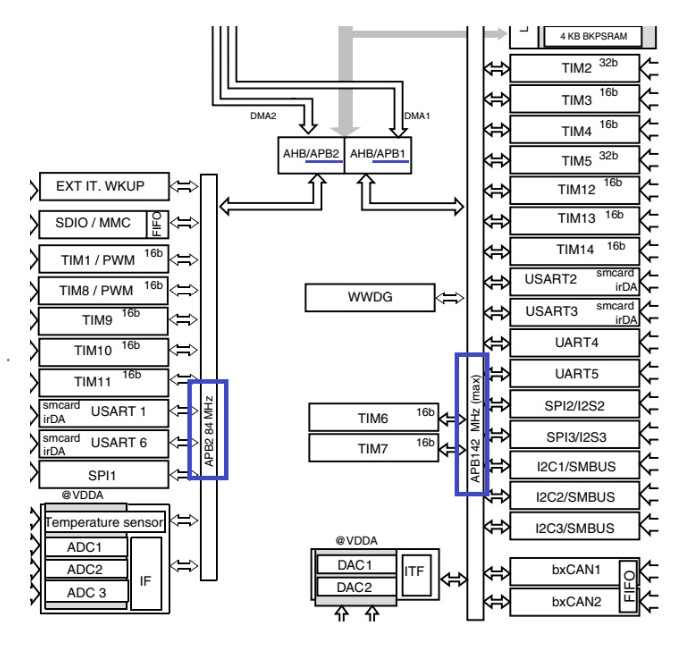 L
4 KB BKPSRAM
TIM2 32b
TIM3 16b
TIM4 16b
TIM5 32b
TIM12 16b
TIM13 16b
TIM14 16b
USART2 smcard
irDA
USART3 smcard
irDA
UART4
UART5
SPI2/I2S2
SPI3/I2S3
I2C1/SMBUS
I2C2/SMBUS
I2C3/SMBUS
bxCAN1
bxCAN2
FIFO
DMA2
DMA1
AHB/APB2
AHB/APB1
EXT IT. WKUP
SDIO / MMC
FIFO
TIM1 / PWM 16b
TIM8 / PWM 16b
TIM9 16b
TIM10 16b
TIM11 16b
smcard
irDA USART 1
smcard
irDA USART 6
SPI1
@VDDA
Temperature sensor
ADC1
ADC2
ADC 3
IF
APB2 84 MHz
WWDG
TIM6 16b
TIM7 16b
APB142 MHz (max)
@VDDA
DAC1
DAC2
ITF